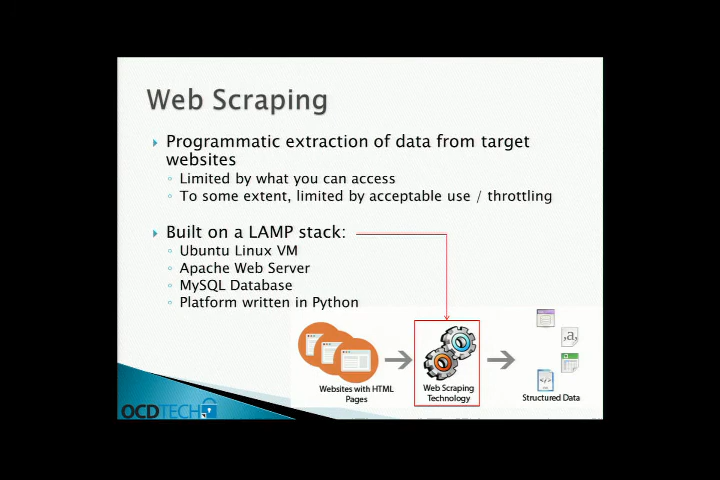 Web Scraping
Programmatic extraction of data from target
websites
Limited by what you can access
To some extent, limited by acceptable use / throttling
Built on a LAMP stack:
Ubuntu Linux VM
Apache Web Server
MySQL Database
Platform written in Python
Websites with HTML
Pages
Web Scraping
Technology
Structured Data
,a,
</>
OCDTECH